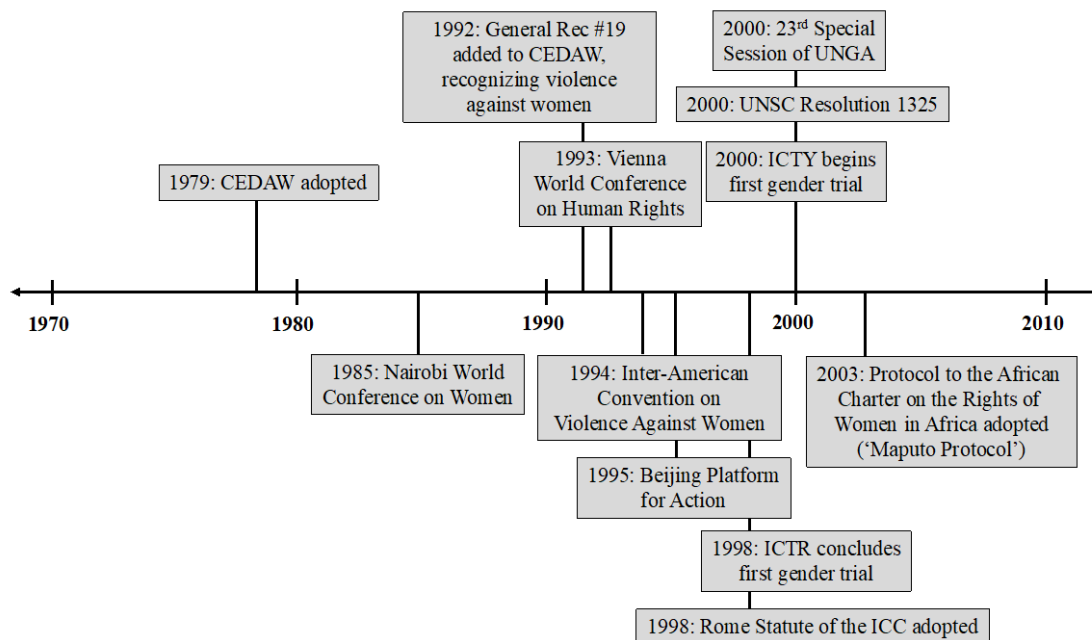 1992: General Rec #19
added to CEDAW,
recognizing violence
against women
2000: 23rd Special
Session of UNGA
2000: UNSC Resolution 1325
1993: Vienna
World Conference
on Human Rights
2000: ICTY begins
first gender trial
1979: CEDAW adopted
1970
1980
1990
2000
2010
1985: Nairobi World
Conference on Women
1994: Inter-American
Convention on
Violence Against Women
2003: Protocol to the African
Charter on the Rights of
Women in Africa adopted
(‘Maputo Protocol’)
1995: Beijing Platform
for Action
1998: ICTR concludes
first gender trial
1998: Rome Statute of the ICC adopted